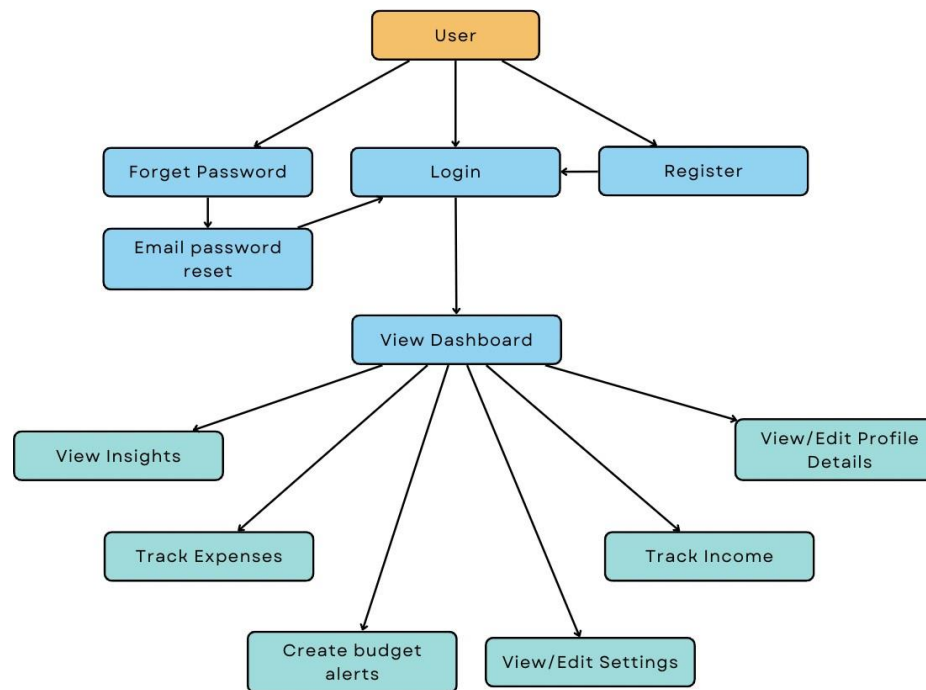 User
Forget Password
Login
Register
Email password
reset
View Dashboard
View Insights
View/Edit Profile
Details
Track Expenses
Track Income
Create budget
alerts
View/Edit Settings